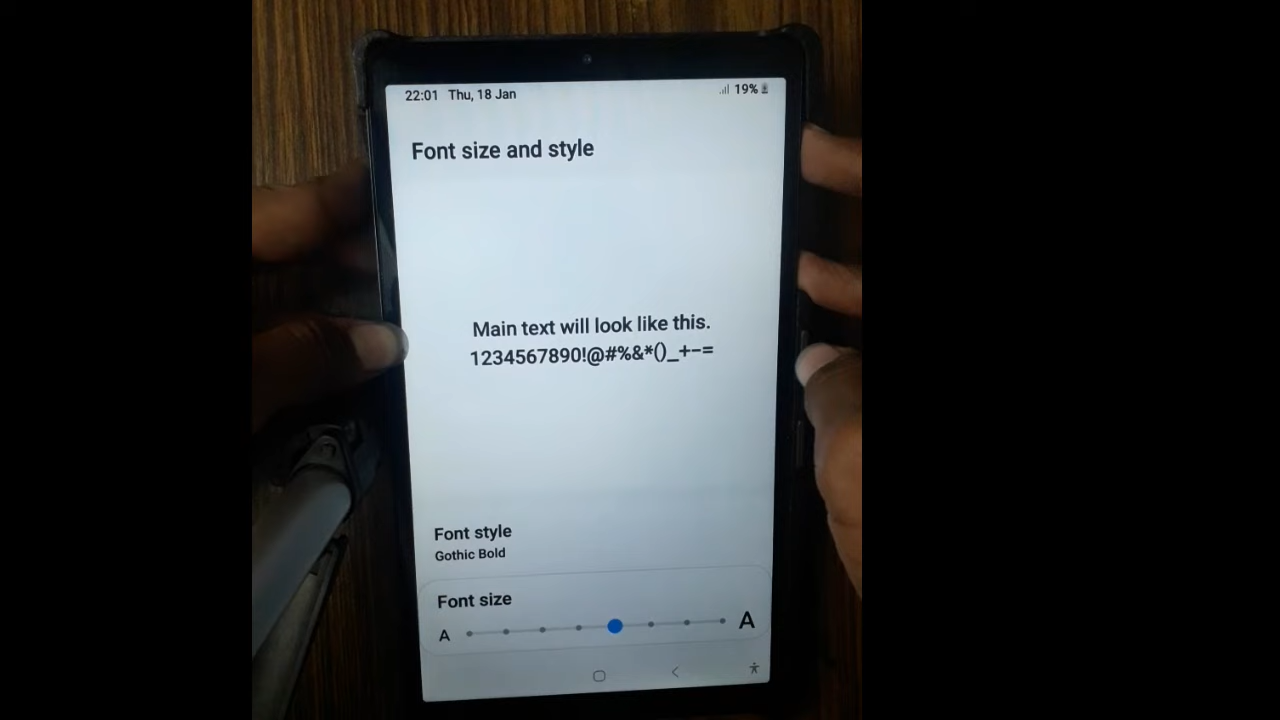 22:01 Thu, 18 Jan 19%
Font size and style
Main text will look like this.
1234567890!@#%&*()_+-=
Font style
Gothic Bold
Font size
A A